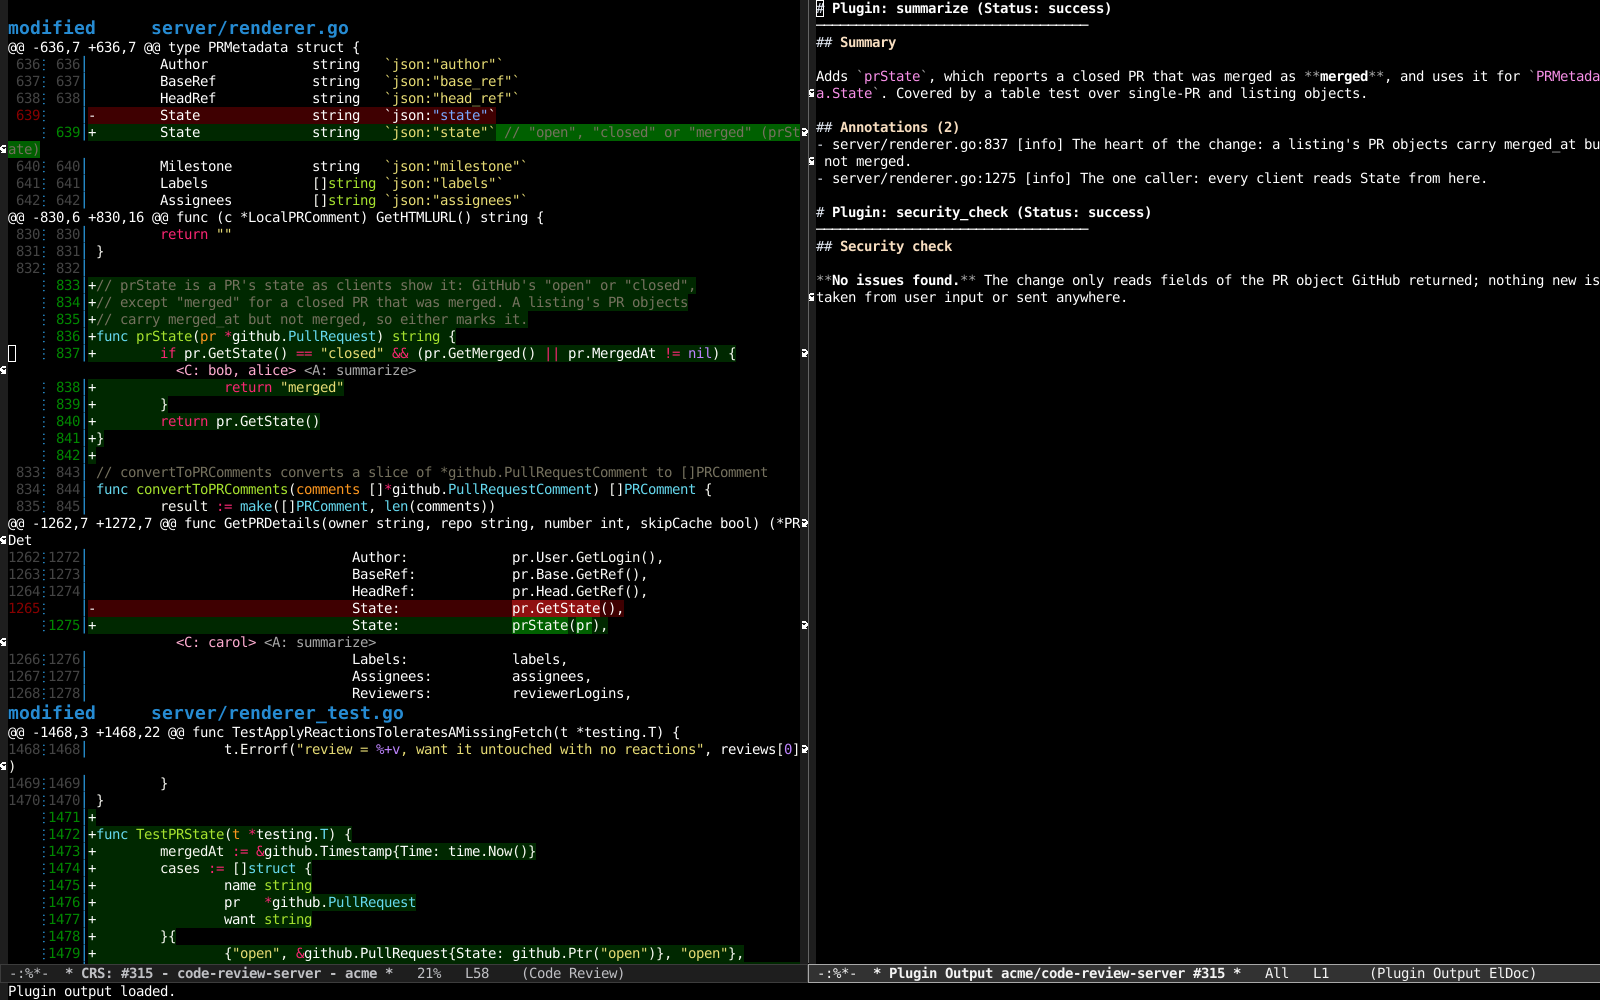 modified     server/renderer.go
@@ -636,7 +636,7 @@ type PRMetadata struct {
636 636 Author             string   `json:"author"`
637 637 BaseRef            string   `json:"base_ref"`
638 638 HeadRef            string   `json:"head_ref"`
639 - State              string   `json:"state"`
639 + State              string   `json:"state"` // "open", "closed" or "merged" (prSt
ate)
640 640 Milestone          string   `json:"milestone"`
641 641 Labels             []string `json:"labels"`
642 642 Assignees          []string `json:"assignees"`
@@ -830,6 +830,16 @@ func (c *LocalPRComment) GetHTMLURL() string {
830 830 return ""
831 831 }
832 832
833 +// prState is a PR's state as clients show it: GitHub's "open" or "closed",
834 +// except "merged" for a closed PR that was merged. A listing's PR objects
835 +// carry merged_at but not merged, so either marks it.
836 +func prState(pr *github.PullRequest) string {
837 +        if pr.GetState() == "closed" && (pr.GetMerged() || pr.MergedAt != nil) {
<C: bob, alice> <A: summarize>
838 +                return "merged"
839 +        }
840 +        return pr.GetState()
841 +}
842 +
833 843 // convertToPRComments converts a slice of *github.PullRequestComment to []PRComment
834 844 func convertToPRComments(comments []*github.PullRequestComment) []PRComment {
835 845         result := make([]PRComment, len(comments))
@@ -1262,7 +1272,7 @@ func GetPRDetails(owner string, repo string, number int, skipCache bool) (*PR
Det
1262 1272 Author:             pr.User.GetLogin(),
1263 1273 BaseRef:            pr.Base.GetRef(),
1264 1274 HeadRef:            pr.Head.GetRef(),
1265 - State:              pr.GetState(),
1275 + State:              prState(pr),
<C: carol> <A: summarize>
1266 1276 Labels:             labels,
1267 1277 Assignees:          assignees,
1268 1278 Reviewers:          reviewerLogins,
modified     server/renderer_test.go
@@ -1468,3 +1468,22 @@ func TestApplyReactionsToleratesAMissingFetch(t *testing.T) {
1468 1468 t.Errorf("review = %+v, want it untouched with no reactions", reviews[0]
)
1469 1469         }
1470 1470 }
1471 +
1472 +func TestPRState(t *testing.T) {
1473 +        mergedAt := &github.Timestamp{Time: time.Now()}
1474 +        cases := []struct {
1475 +                name string
1476 +                pr   *github.PullRequest
1477 +                want string
1478 +        }{
1479 +                {"open", &github.PullRequest{State: github.Ptr("open")}, "open"},
-:%*-  * CRS: #315 - code-review-server - acme *   21%   L58    (Code Review)
Plugin output loaded.
# Plugin: summarize (Status: success)
## Summary
Adds `prState`, which reports a closed PR that was merged as **merged**, and uses it for `PRMetada
a.State`. Covered by a table test over single-PR and listing objects.
## Annotations (2)
- server/renderer.go:837 [info] The heart of the change: a listing's PR objects carry merged_at bu
not merged.
- server/renderer.go:1275 [info] The one caller: every client reads State from here.
# Plugin: security_check (Status: success)
## Security check
**No issues found.** The change only reads fields of the PR object GitHub returned; nothing new is
taken from user input or sent anywhere.
-:%*-  * Plugin Output acme/code-review-server #315 *   All   L1     (Plugin Output ElDoc)